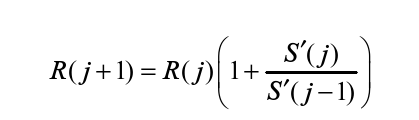 R(j+1) = R(j)(1 + S′(j) / S′(j−1))